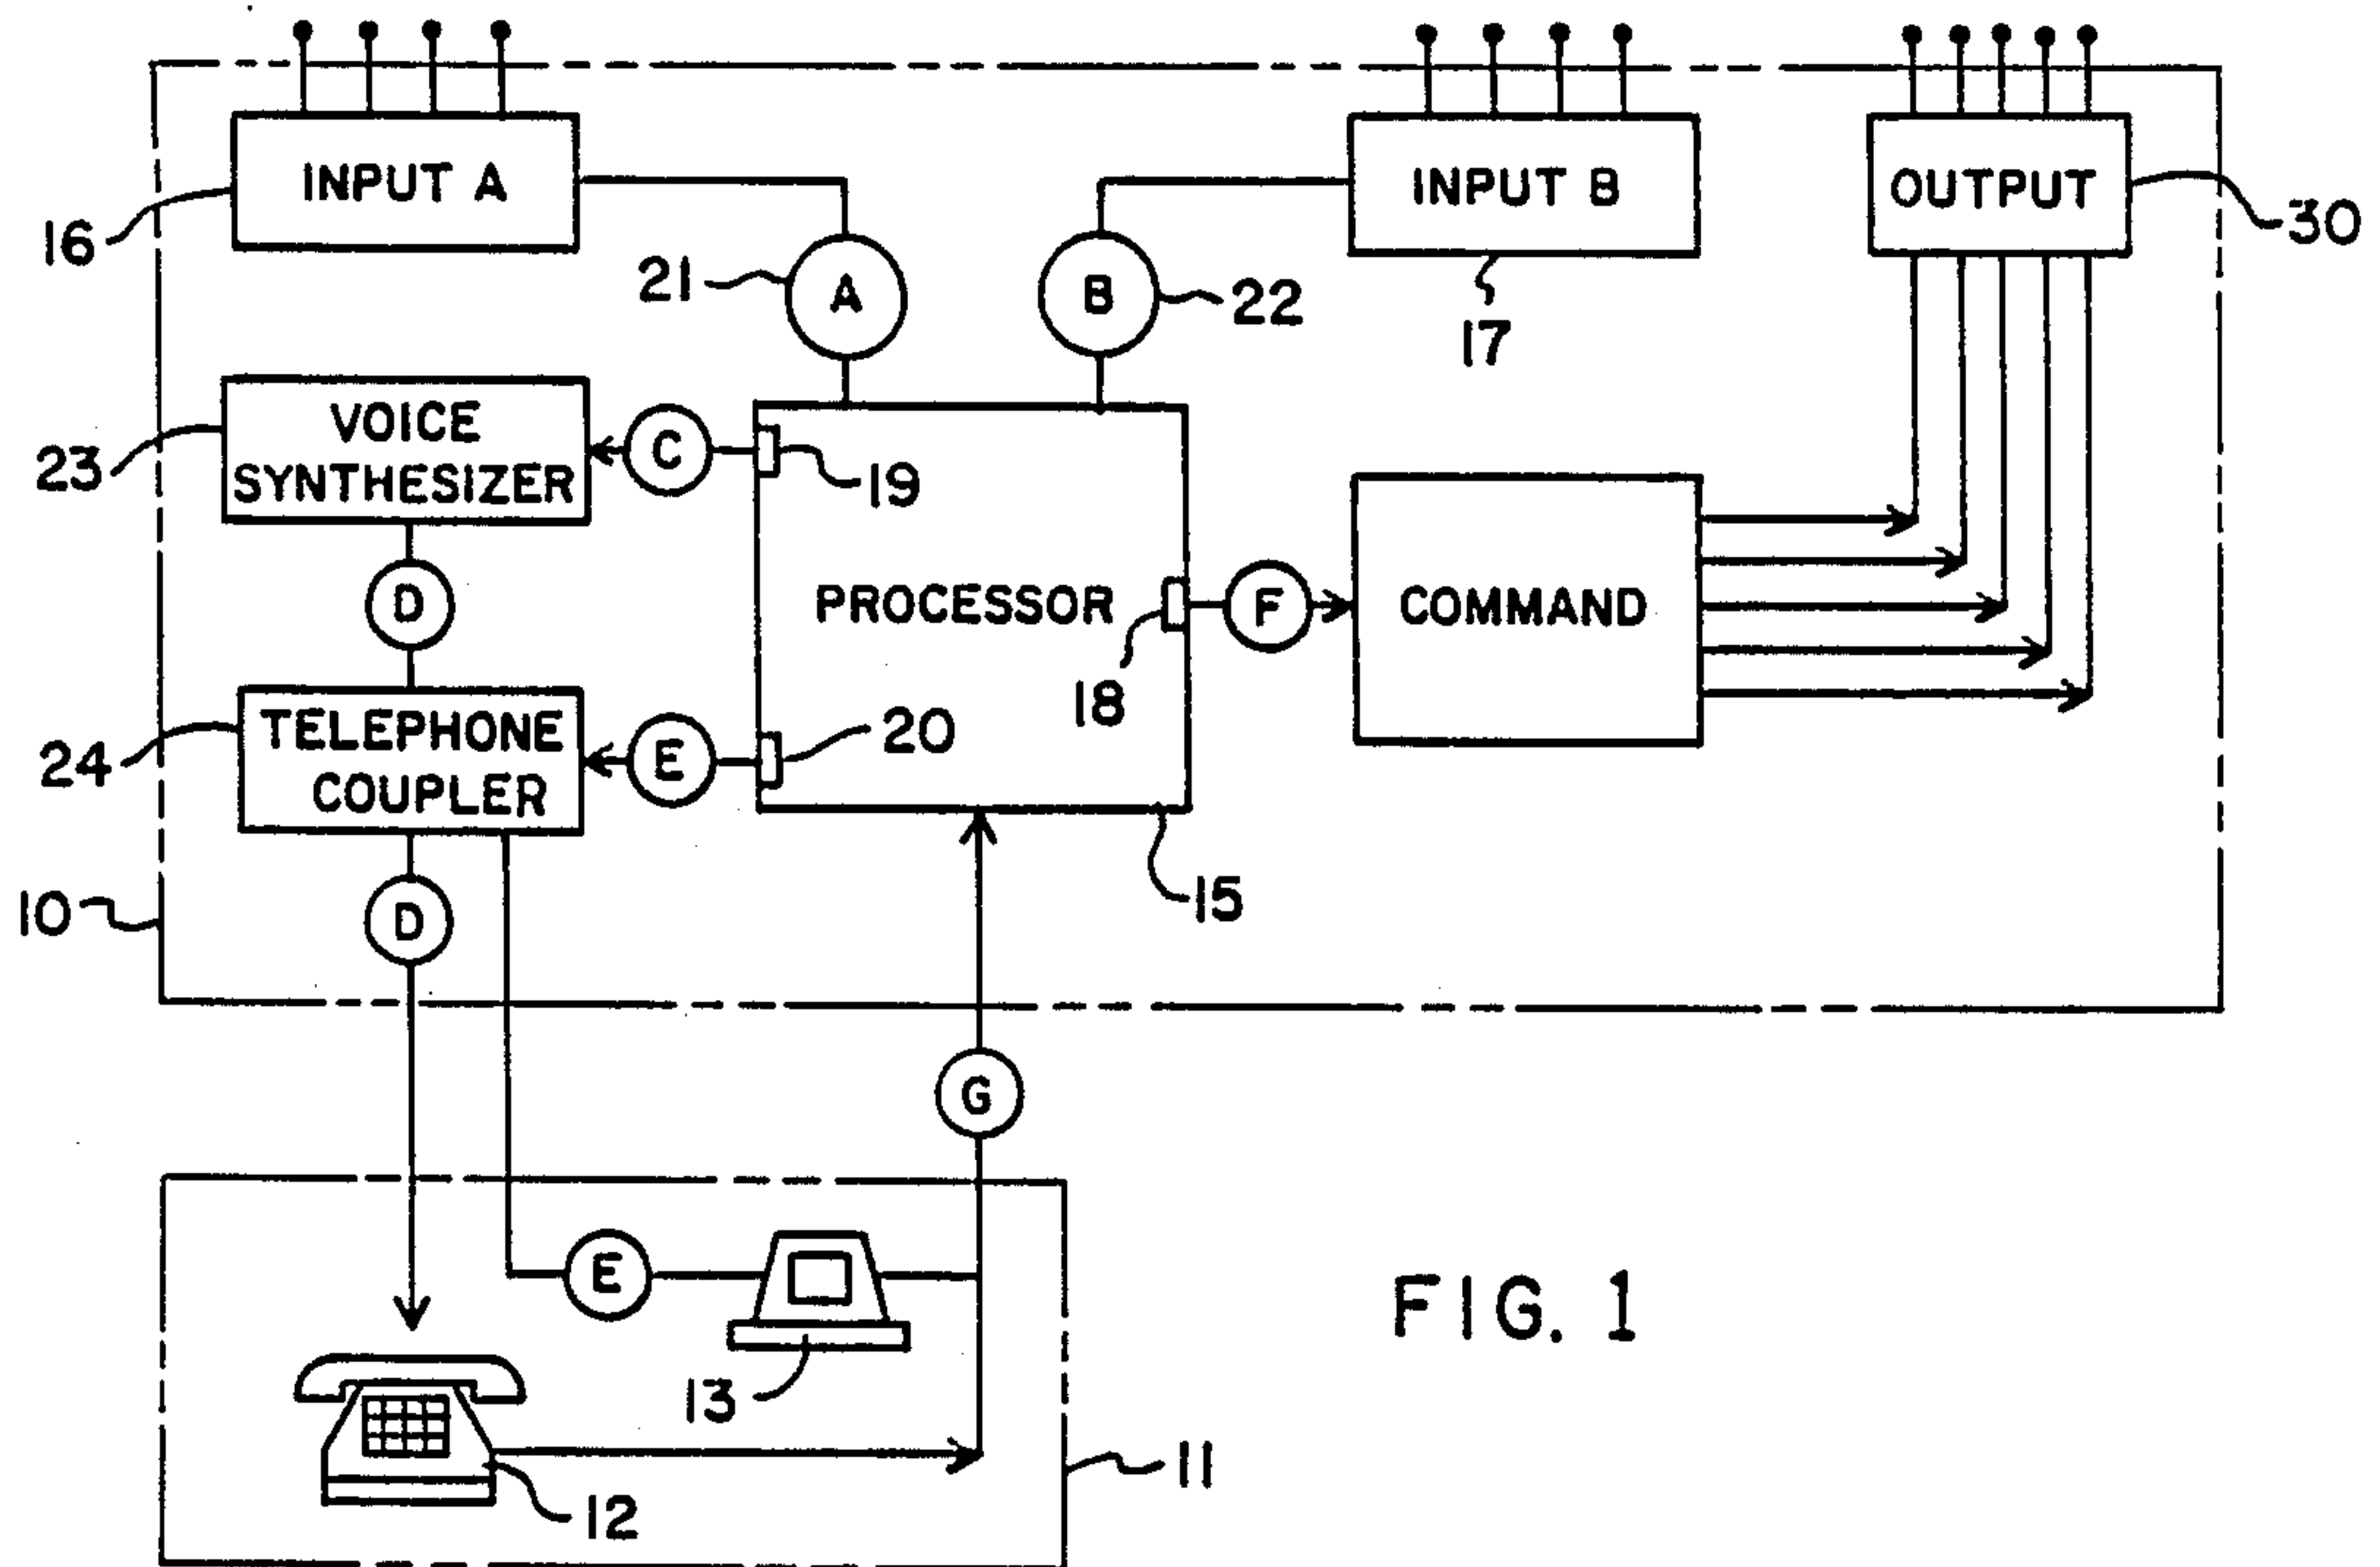 INPUT A
INPUT B
OUTPUT
16
21
A
B
22
17
30
VOICE
SYNTHESIZER
23
C
19
D
PROCESSOR
18
F
COMMAND
TELEPHONE
COUPLER
24
E
20
10
D
15
G
E
13
12
11
FIG. 1